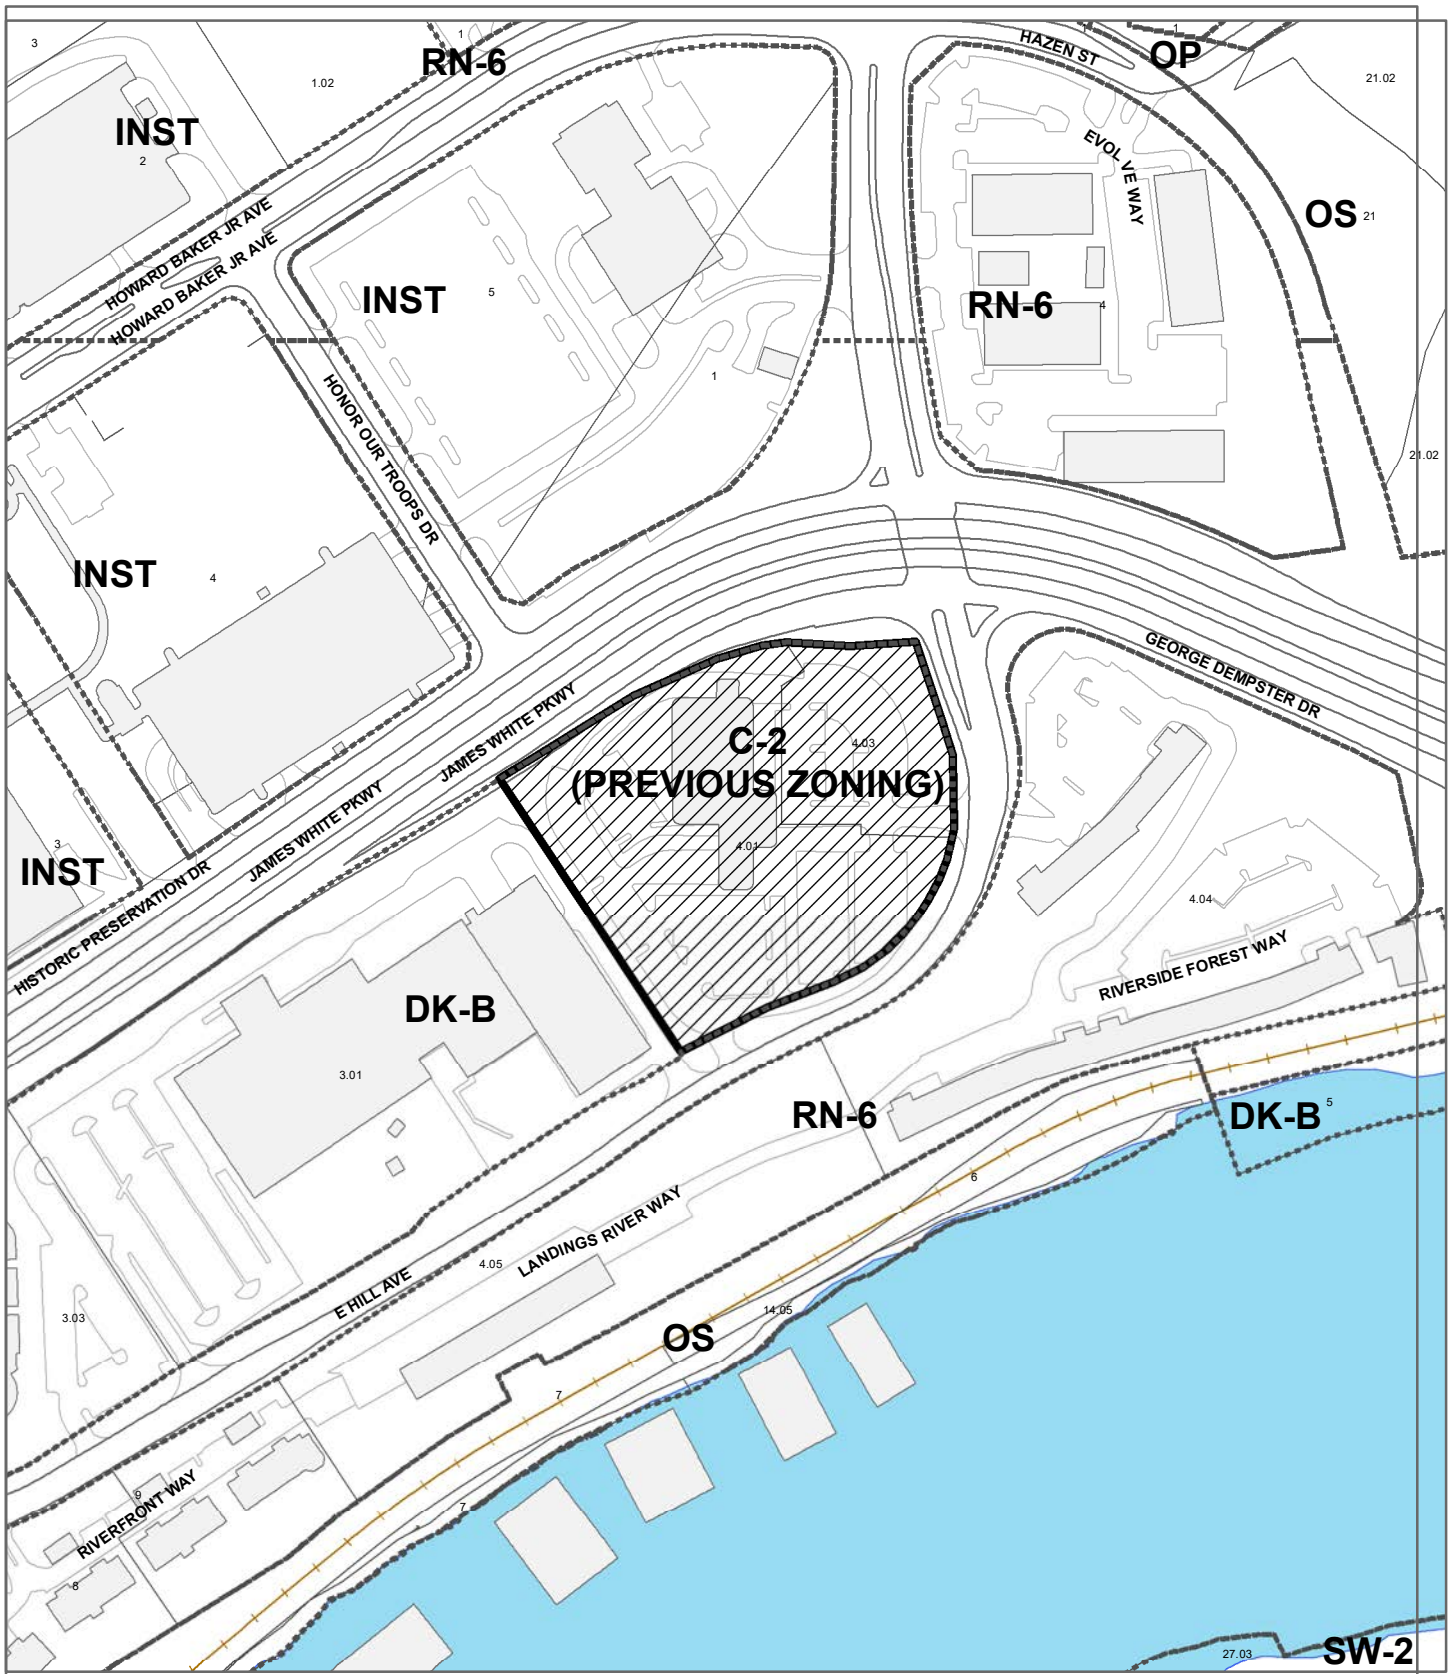 3
1
RN-6
1
1
HAZEN ST
OP
1.02
21.02
INST
2
EVOL VE WAY
HOWARD BAKER JR AVE
OS
21
HOWARD BAKER JR AVE
INST
5
RN-6
4
1
HONOR OUR TROOPS DR
21.02
INST
4
GEORGE DEMPSTER DR
JAMES WHITE PKWY
C-2
4.03
(PREVIOUS ZONING)
JAMES WHITE PKWY
3
4.01
INST
4.04
HISTORIC PRESERVATION DR
RIVERSIDE FOREST WAY
DK-B
3.01
RN-6
DK-B
5
6
LANDINGS RIVER WAY
4.05
E HILL AVE
14.05
3.03
OS
7
9
7
RIVERFRONT WAY
8
27.03
SW-2